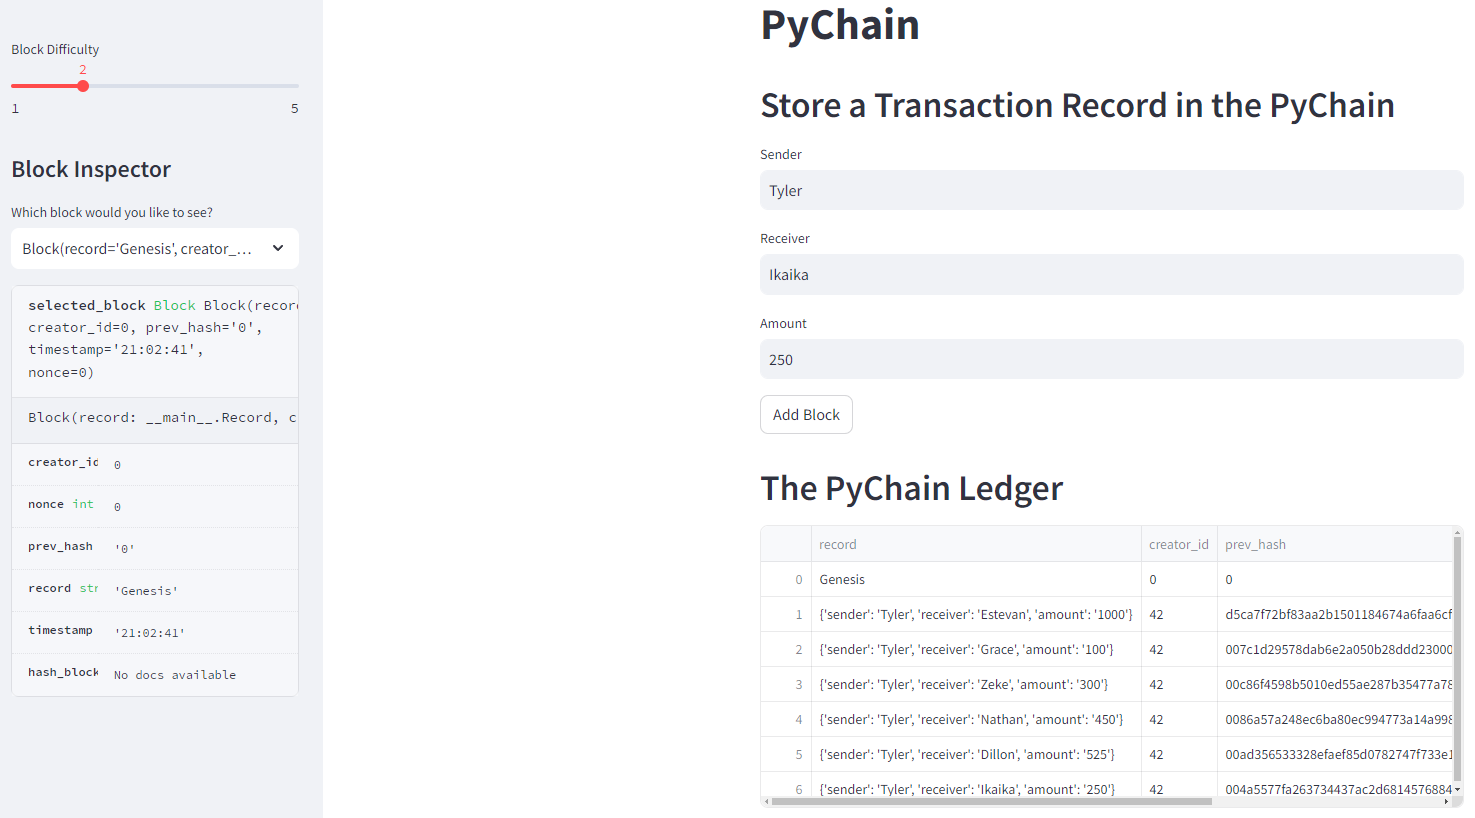 Block Difficulty
2
1 5
Block Inspector
Which block would you like to see?
Block(record='Genesis', creator_...
selected_block Block Block(recor
creator_id=0, prev_hash='0',
timestamp='21:02:41',
nonce=0)
Block(record: __main__.Record, c
creator_id 0
nonce int 0
prev_hash '0'
record str 'Genesis'
timestamp '21:02:41'
hash_block No docs available
PyChain
Store a Transaction Record in the PyChain
Sender
Tyler
Receiver
Ikaika
Amount
250
Add Block
The PyChain Ledger
record creator_id prev_hash
0 Genesis 0 0
1 {'sender': 'Tyler', 'receiver': 'Estevan', 'amount': '1000'} 42 d5ca7f72bf83aa2b1501184674a6faa6cf
2 {'sender': 'Tyler', 'receiver': 'Grace', 'amount': '100'} 42 007c1d29578dab6e2a050b28ddd23000
3 {'sender': 'Tyler', 'receiver': 'Zeke', 'amount': '300'} 42 00c86f4598b5010ed55ae287b35477a78
4 {'sender': 'Tyler', 'receiver': 'Nathan', 'amount': '450'} 42 0086a57a248ec6ba80ec994773a14a998
5 {'sender': 'Tyler', 'receiver': 'Dillon', 'amount': '525'} 42 00ad356533328efaef85d0782747f733e1
6 {'sender': 'Tyler', 'receiver': 'Ikaika', 'amount': '250'} 42 004a5577fa263734437ac2d6814576884